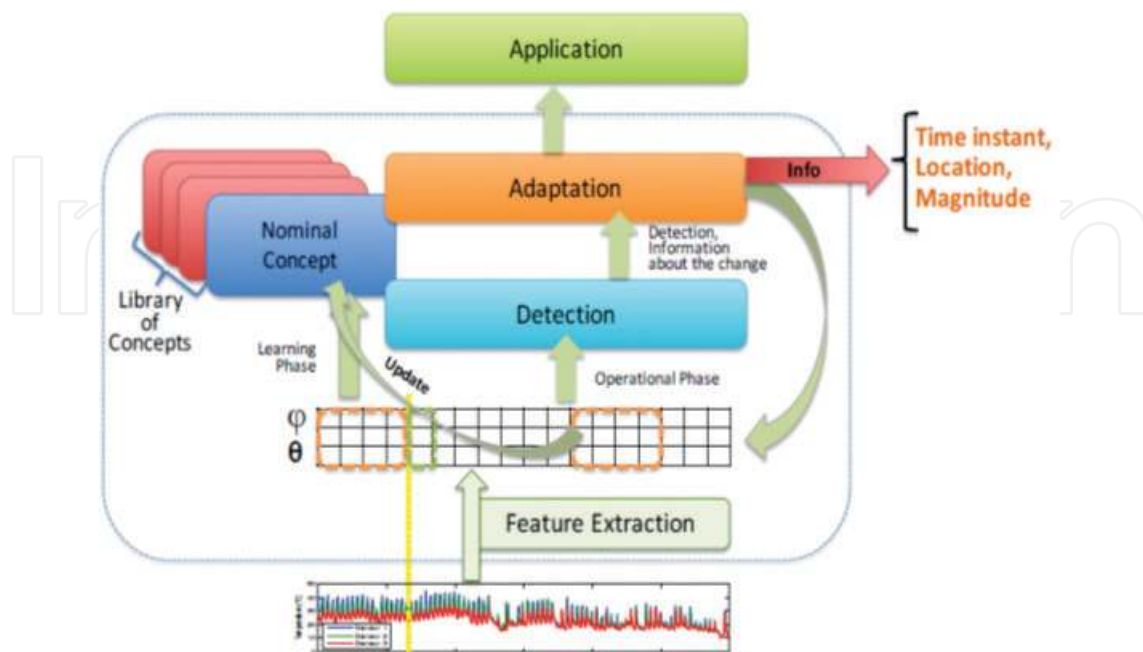 Application
Adaptation
Info
Time instant,
Location,
Magnitude
Nominal
Concept
Detection,
Information
about the change
Library
of
Concepts
Detection
Learning
Phase
Update
Operational Phase
φ
θ
Feature Extraction